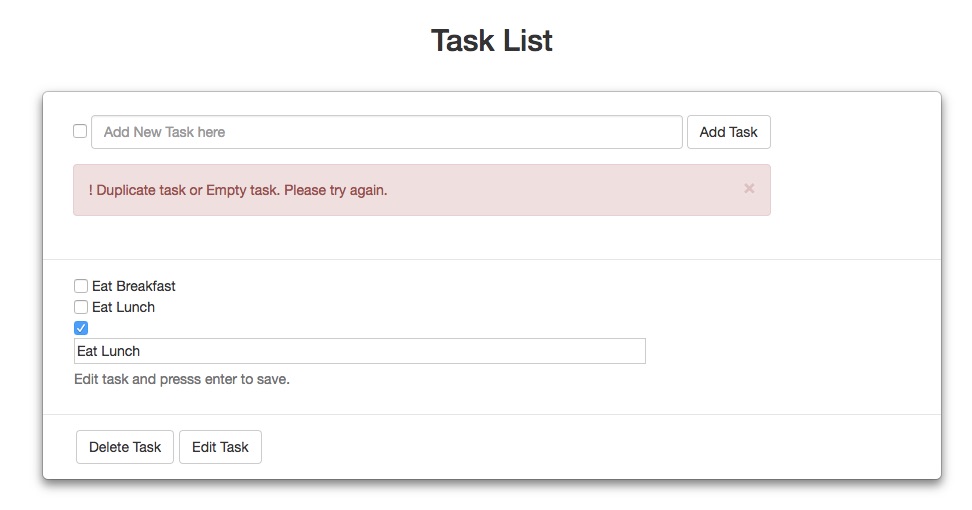 Task List
Add New Task here
Add Task
! Duplicate task or Empty task. Please try again.
×
Eat Breakfast
Eat Lunch
Eat Lunch
Edit task and presss enter to save.
Delete Task
Edit Task